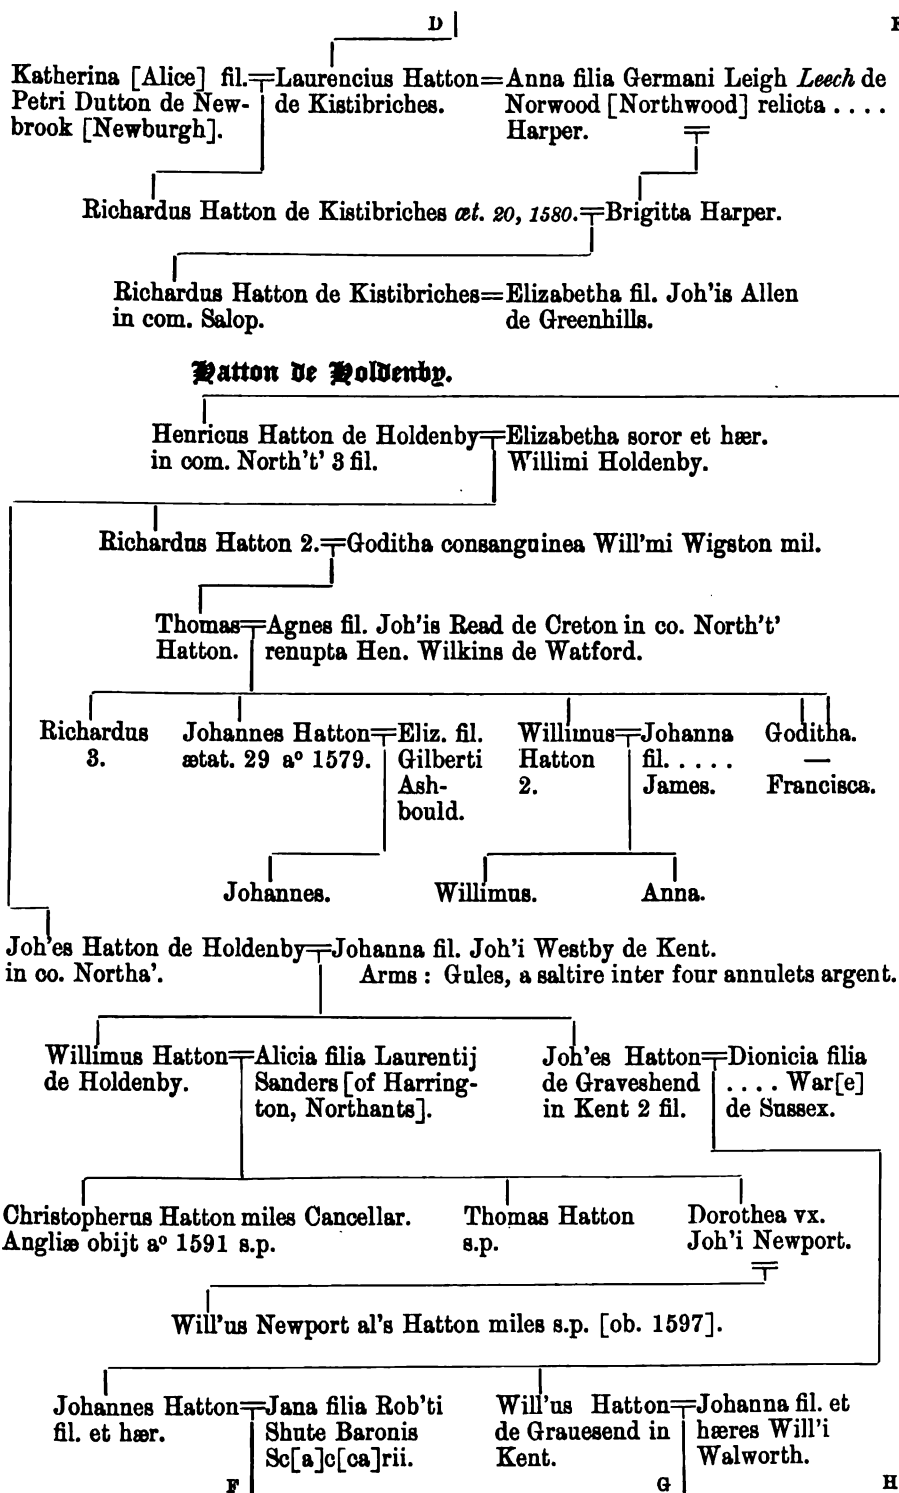 D
Katherina [Alice] fil. Laurencius Hatton Anna filia Germani Leigh Leech de
Petri Dutton de New- de Kistibriches. Norwood [Northwood] relicta . . . .
brook [Newburgh]. Harper.
Richardus Hatton de Kistibriches æt. 20, 1580. Brigitta Harper.
Richardus Hatton de Kistibriches = Elizabetha fil. Joh'is Allen
in com. Salop. de Greenhills.
Hatton de Holdenby.
Henricus Hatton de Holdenby Elizabetha soror et hær.
in com. North't' 3 fil. Willimi Holdenby.
Richardus Hatton 2. Goditha consanguinea Will'mi Wigston mil.
Thomas Agnes fil. Joh'is Read de Creton in co. North't'
Hatton. renupta Hen. Wilkins de Watford.
Richardus Johannes Hatton Eliz. fil. Willimus Johanna Goditha.
3. ætat. 29 aº 1579. Gilberti Hatton fil. . . . . . —
Ash- 2. James. Francisca.
bould.
Johannes. Willimus. Anna.
Joh'es Hatton de Holdenby Johanna fil. Joh'i Westby de Kent.
in co. Northa'. Arms : Gules, a saltire inter four annulets argent.
Willimus Hatton Alicia filia Laurentij Joh'es Hatton Dionicia filia
de Holdenby. Sanders [of Harring- de Graveshend . . . . War[e]
ton, Northants]. in Kent 2 fil. de Sussex.
Christopherus Hatton miles Cancellar. Thomas Hatton Dorothea vx.
Angliæ obijt aº 1591 s.p. s.p. Joh'i Newport.
Will'us Newport al's Hatton miles s.p. [ob. 1597].
Johannes Hatton Jana filia Rob'ti Will'us Hatton Johanna fil. et
fil. et hær. Shute Baronis de Grauesend in hæres Will'i
Sc[a]c[ca]rii. Kent. Walworth.
F G H